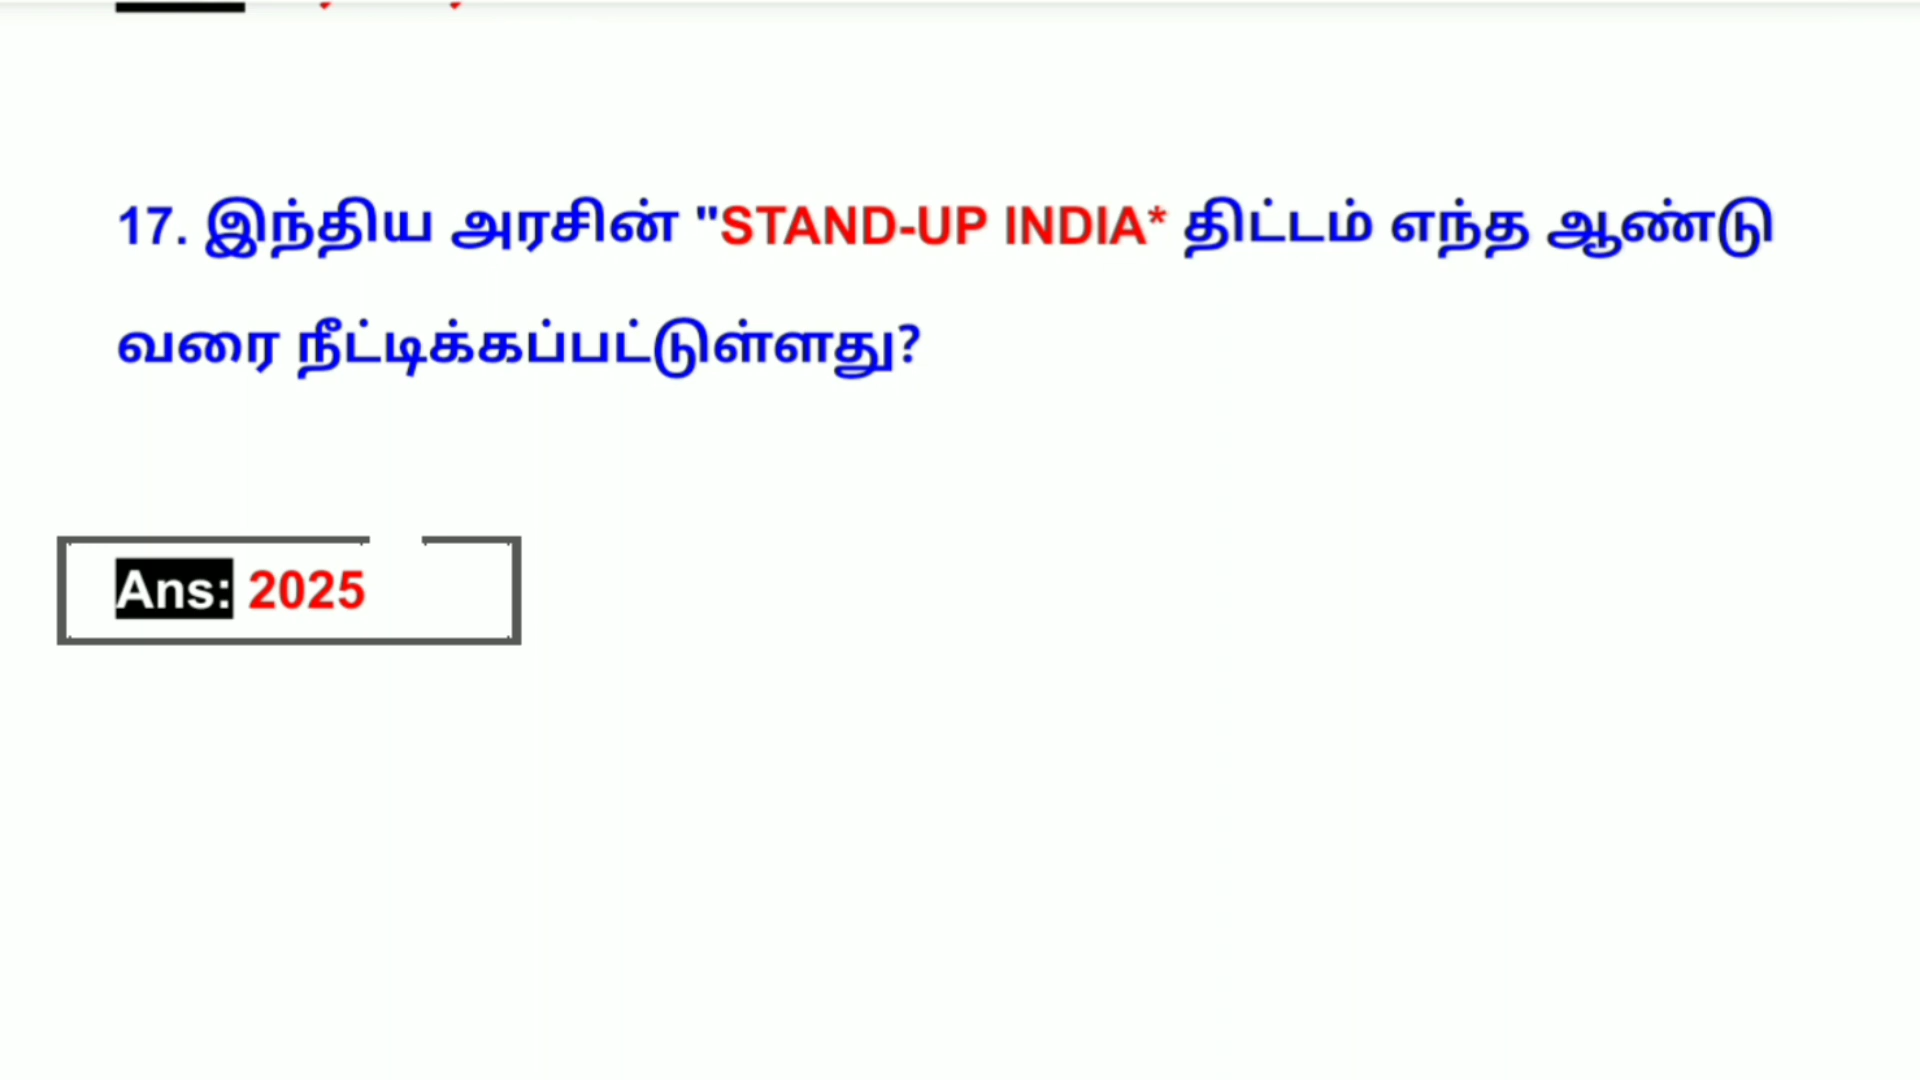 17. இந்திய அரசின் "STAND-UP INDIA* திட்டம் எந்த ஆண்டு
வரை நீட்டிக்கப்பட்டுள்ளது?
Ans: 2025